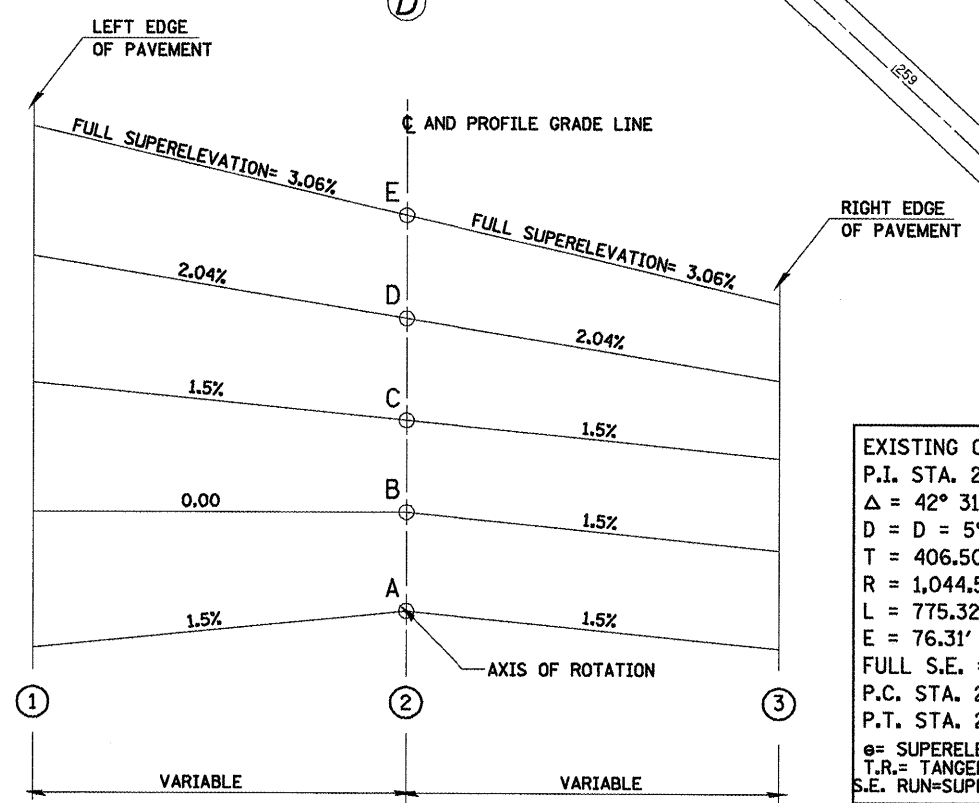 D
LEFT EDGE
OF PAVEMENT
259
℄ AND PROFILE GRADE LINE
FULL SUPERELEVATION= 3.06%
E
FULL SUPERELEVATION= 3.06%
RIGHT EDGE
OF PAVEMENT
2.04%
D
2.04%
1.5%
C
1.5%
0.00
B
1.5%
A
1.5%
1.5%
AXIS OF ROTATION
1
2
3
VARIABLE
VARIABLE
EXISTING
P.I. STA. 2
Δ = 42° 31
D = D = 5°
T = 406.50
R = 1,044.5
L = 775.32
E = 76.31'
FULL S.E. =
P.C. STA. 2
P.T. STA. 2
e= SUPERELE
T.R.= TANGEN
S.E. RUN=SUP